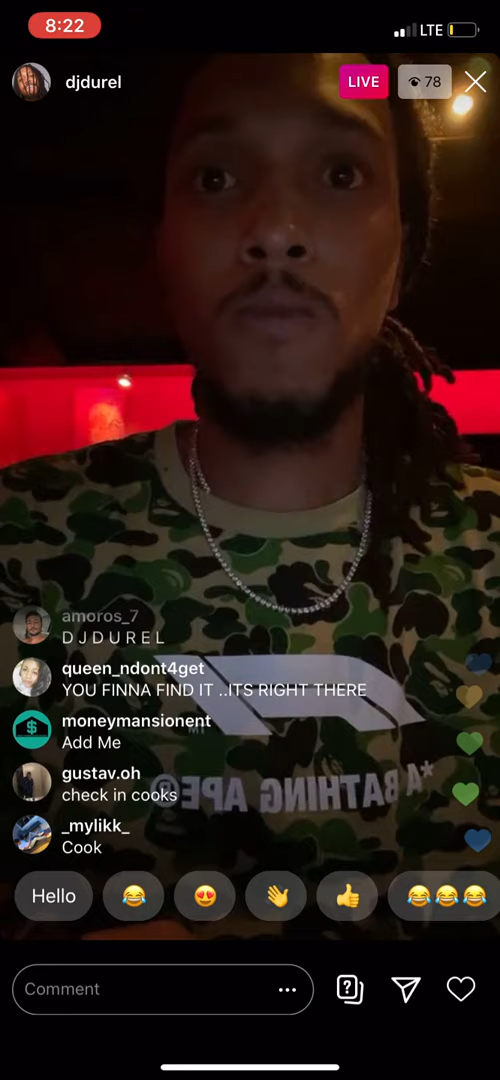 8:22
LTE
djdurel
LIVE
78
amoros_7
D J D U R E L
queen_ndont4get
YOU FINNA FIND IT ..ITS RIGHT THERE
moneymansionent
Add Me
gustav.oh
check in cooks
*A BATHING APE®
_mylikk_
Cook
Hello
Comment